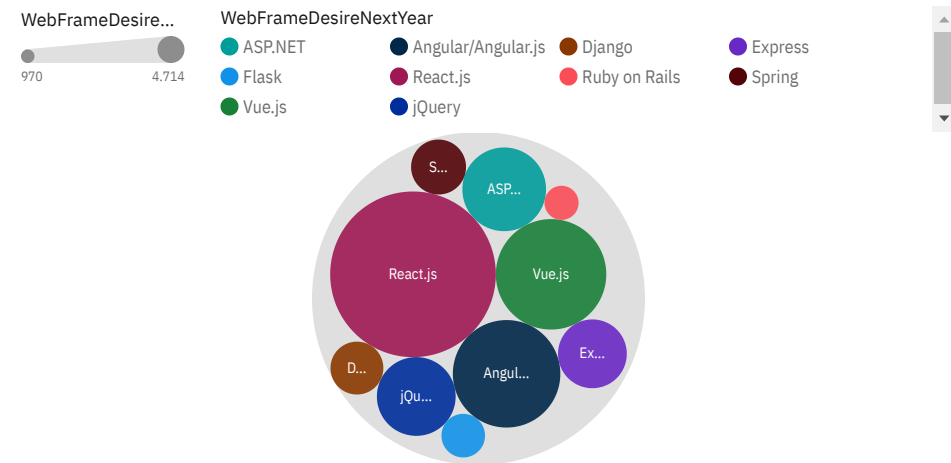 WebFrameDesire...
970
4.714
WebFrameDesireNextYear
ASP.NET
Angular/Angular.js
Django
Express
Flask
React.js
Ruby on Rails
Spring
Vue.js
jQuery
S...
ASP...
React.js
Vue.js
Ex...
D...
Angul...
jQu...